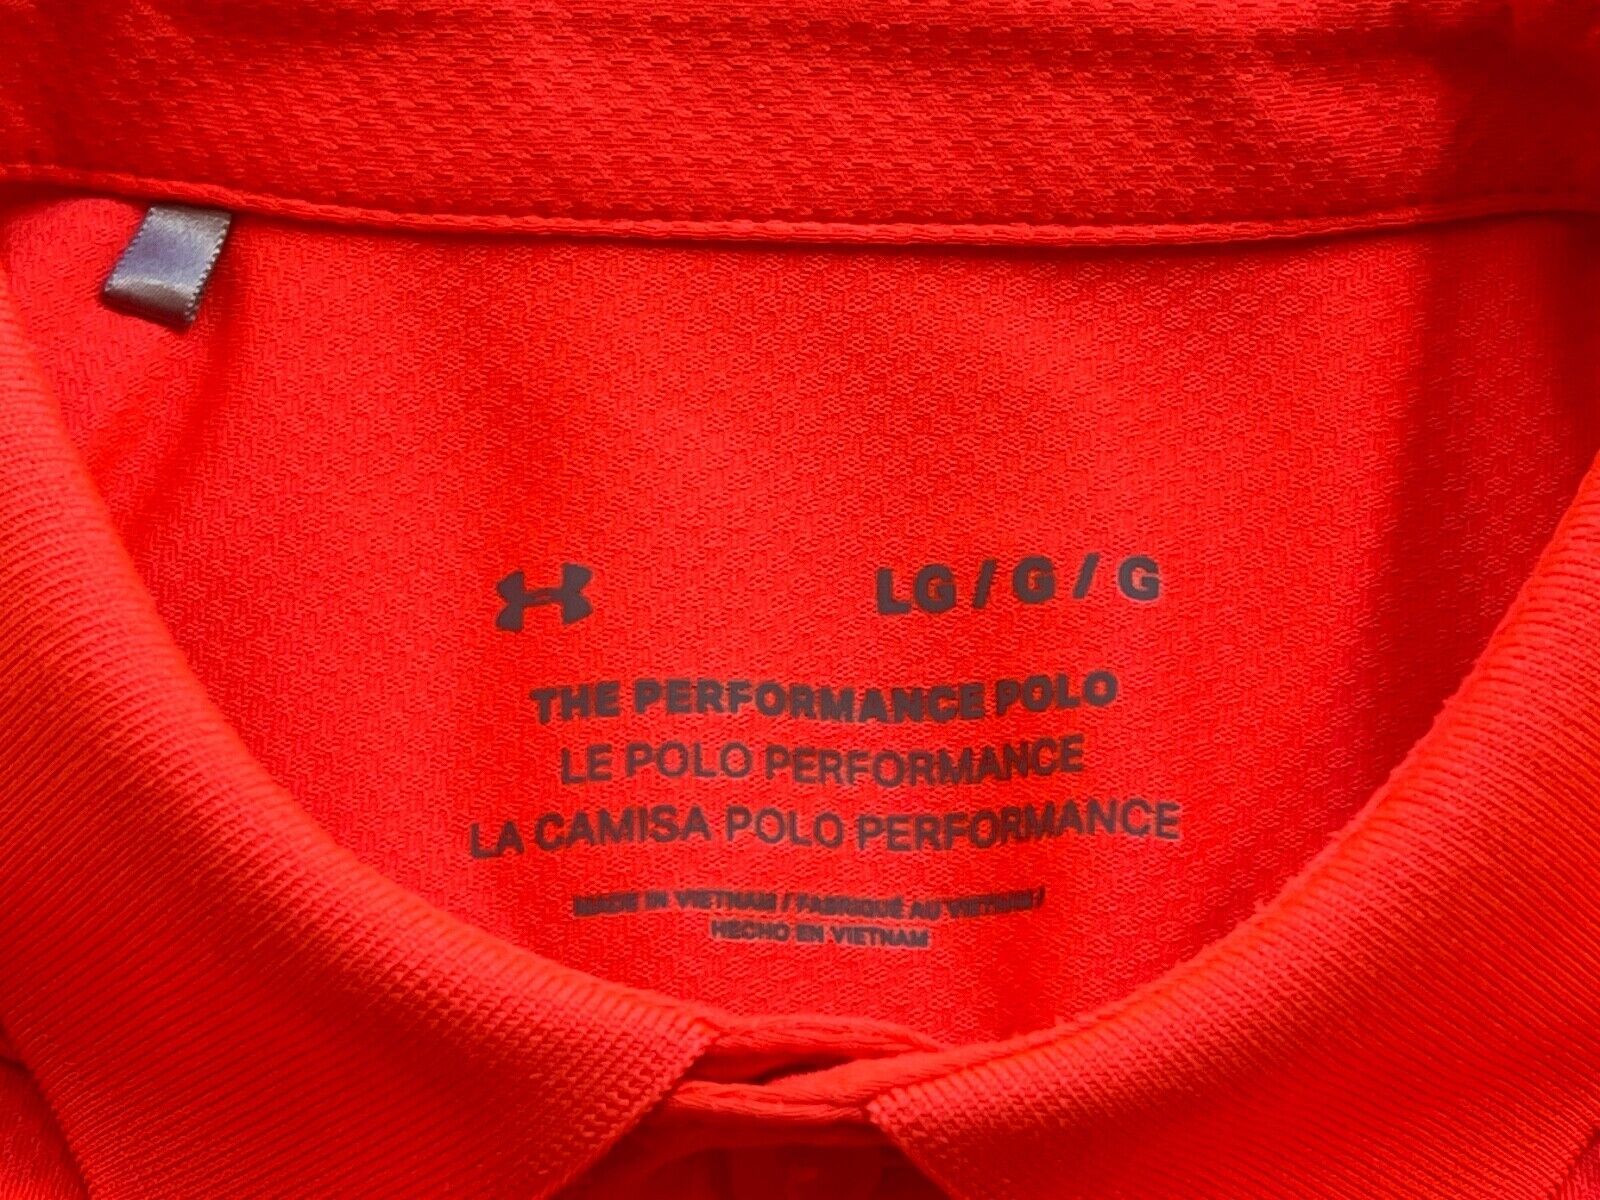 LG / G / G
THE PERFORMANCE POLO
LE POLO PERFORMANCE
LA CAMISA POLO PERFORMANCE
MADE IN VIETNAM / FABRIQUÉ AU VIETNAM /
HECHO EN VIETNAM